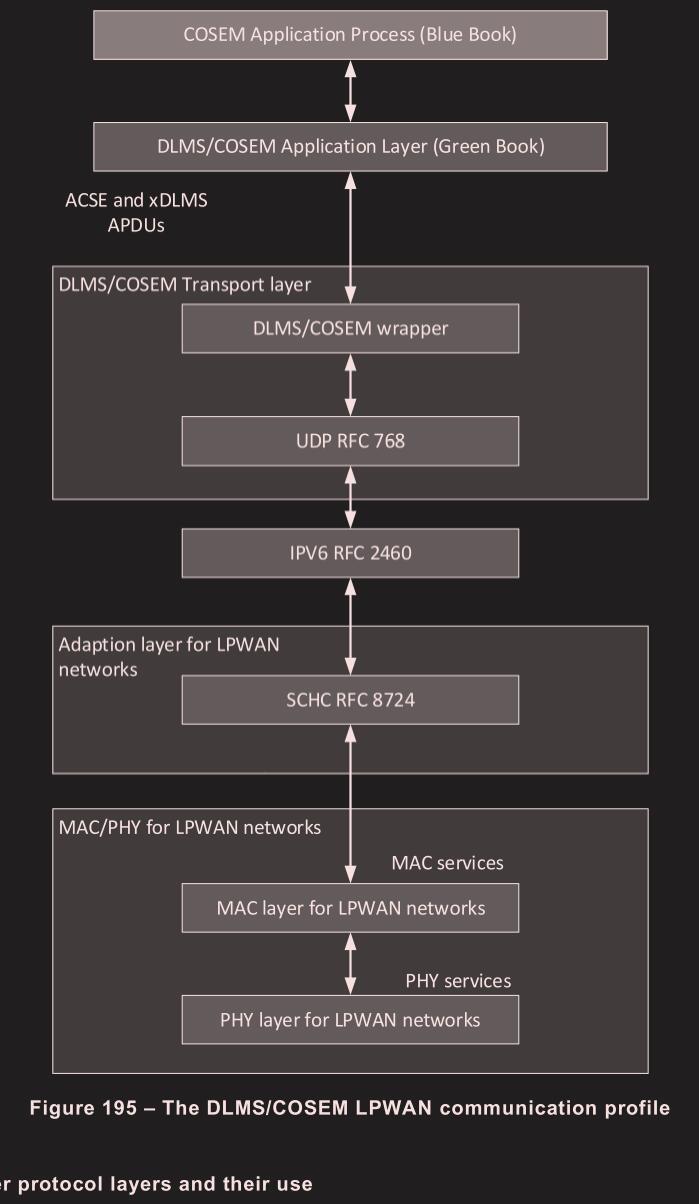 COSEM Application Process (Blue Book)
DLMS/COSEM Application Layer (Green Book)
ACSE and xDLMS
APDUs
DLMS/COSEM Transport layer
DLMS/COSEM wrapper
UDP RFC 768
IPV6 RFC 2460
Adaption layer for LPWAN
networks
SCHC RFC 8724
MAC/PHY for LPWAN networks
MAC services
MAC layer for LPWAN networks
PHY services
PHY layer for LPWAN networks
Figure 195 – The DLMS/COSEM LPWAN communication profile
protocol layers and their use